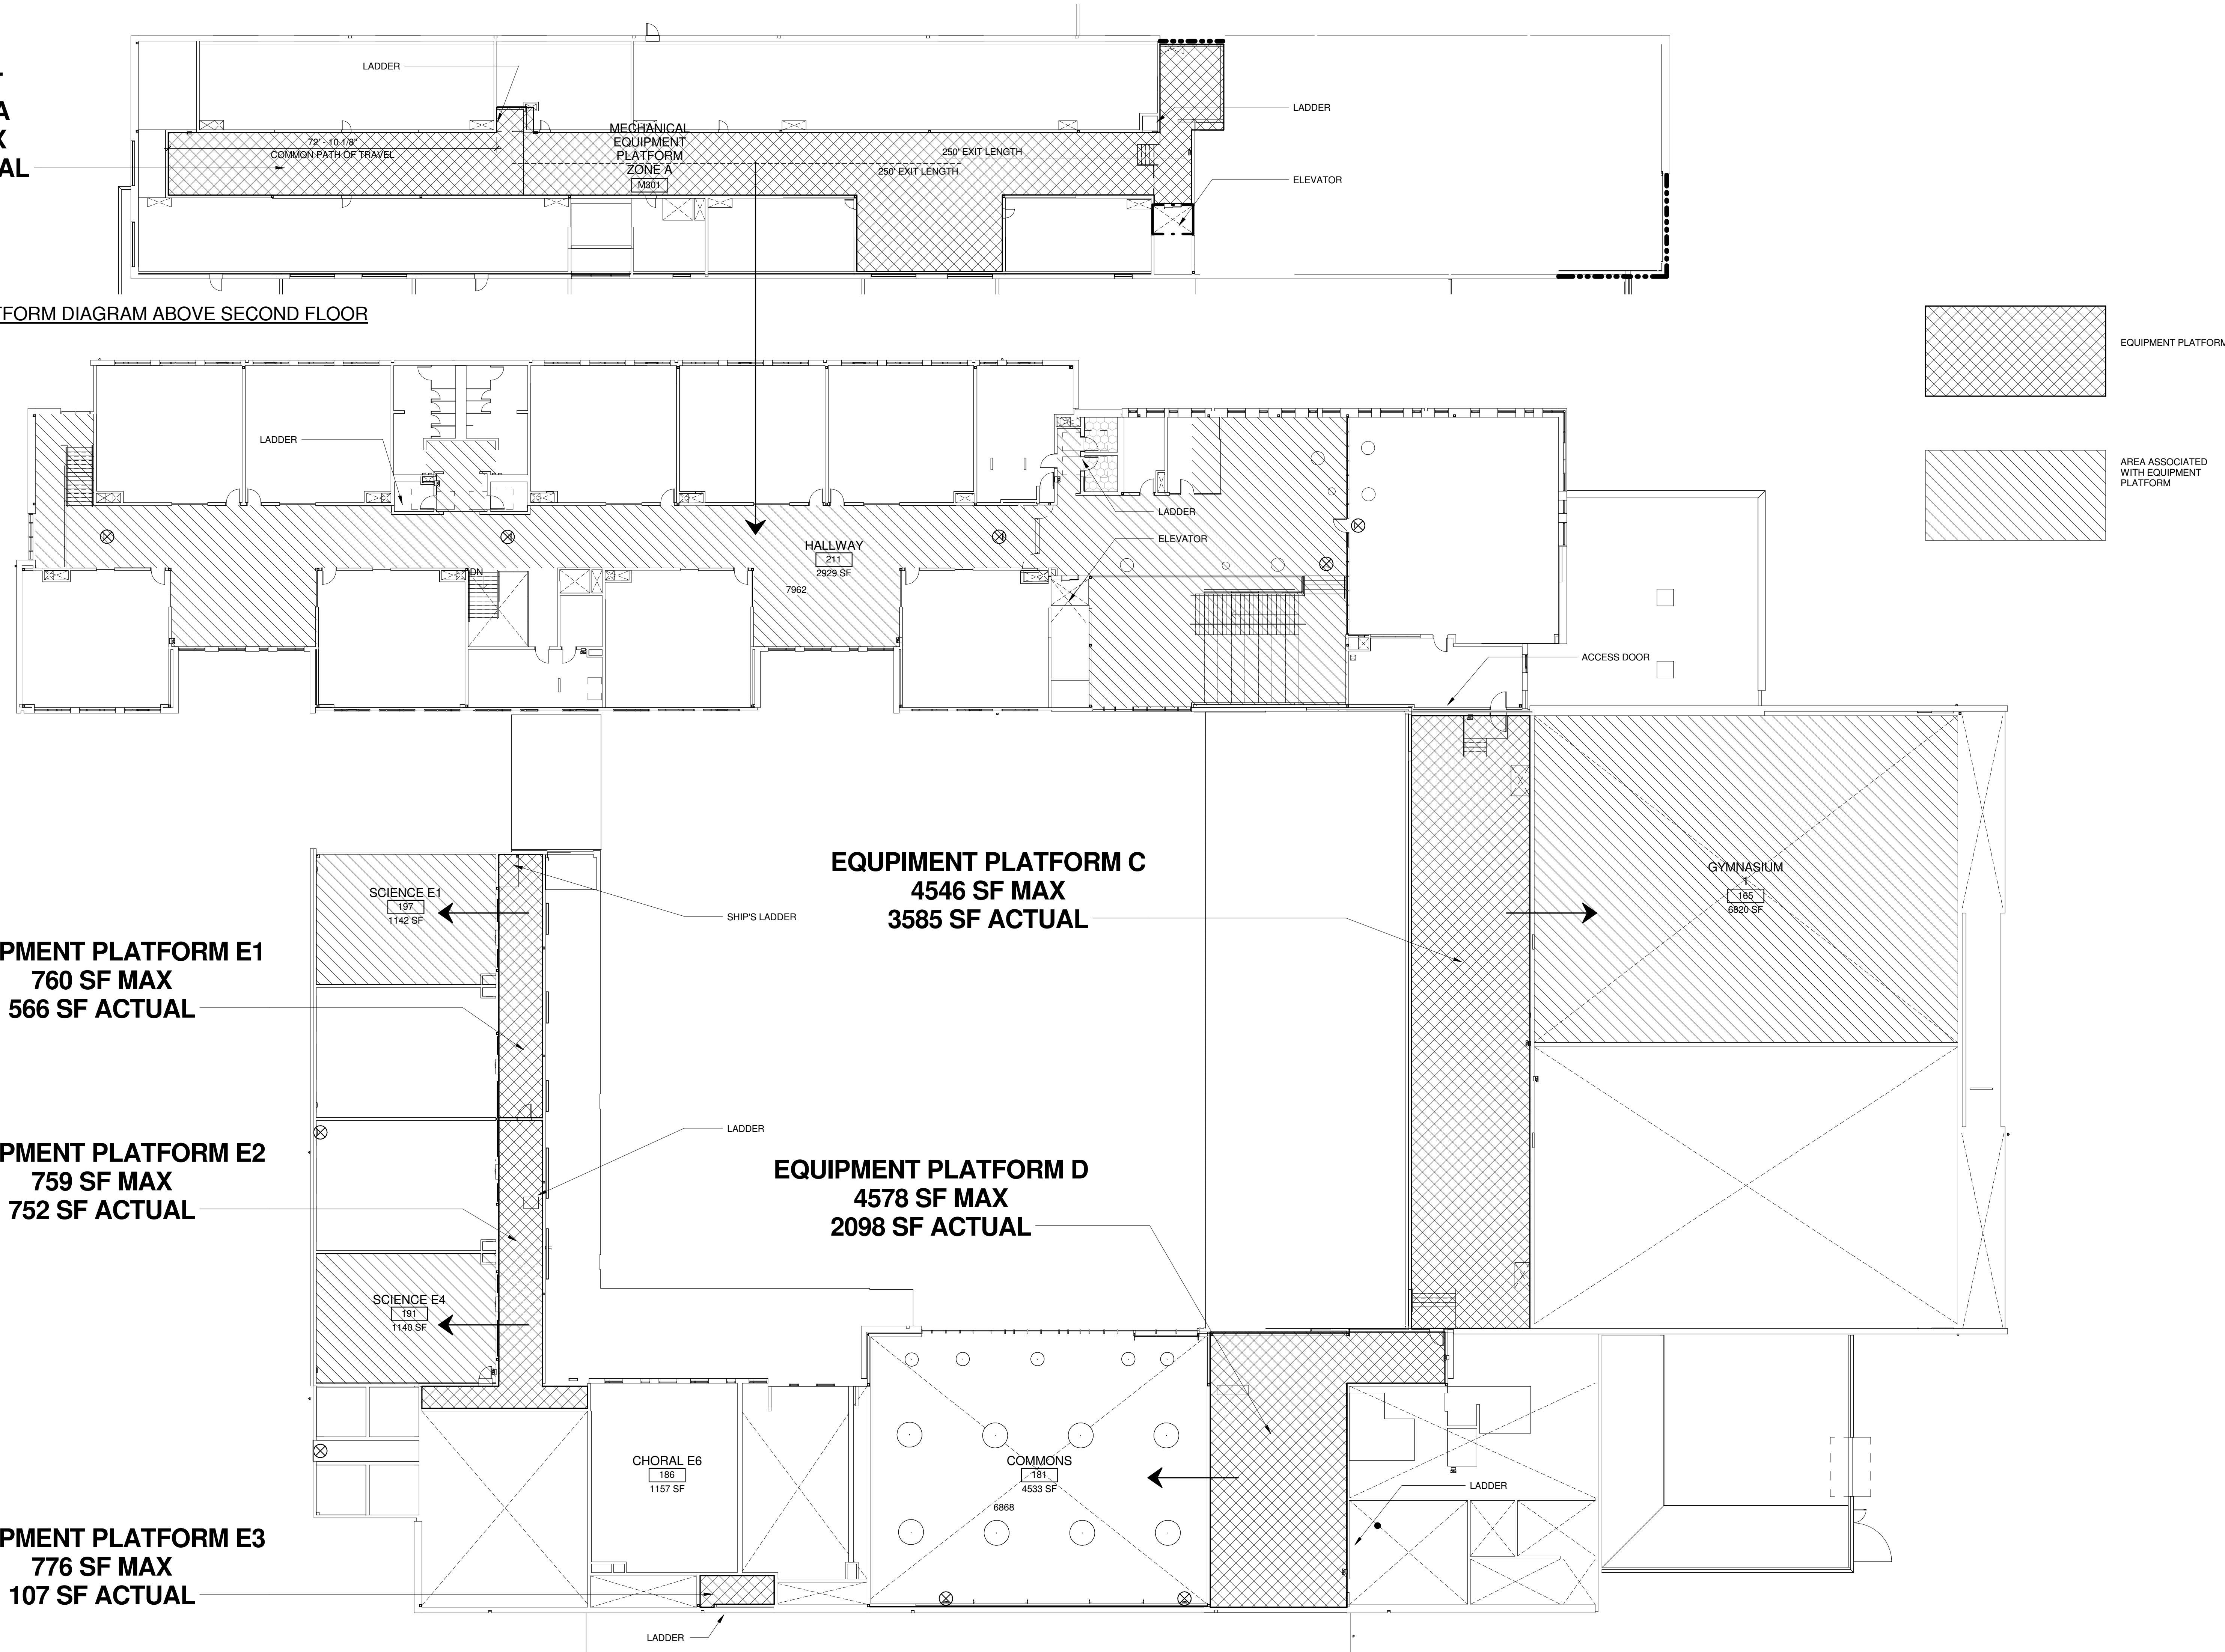 A
X
AL
LADDER
72' - 10 1/8"
COMMON PATH OF TRAVEL
MECHANICAL
EQUIPMENT
PLATFORM
ZONE A
M301
250' EXIT LENGTH
250' EXIT LENGTH
LADDER
ELEVATOR
TFORM DIAGRAM ABOVE SECOND FLOOR
EQUIPMENT PLATFORM
AREA ASSOCIATED
WITH EQUIPMENT
PLATFORM
LADDER
DN
HALLWAY
211
2929 SF
7962
LADDER
ELEVATOR
ACCESS DOOR
SCIENCE E1
197
1142 SF
SHIP'S LADDER
EQUPIMENT PLATFORM C
4546 SF MAX
3585 SF ACTUAL
GYMNASIUM
1
165
6820 SF
PMENT PLATFORM E1
760 SF MAX
566 SF ACTUAL
LADDER
PMENT PLATFORM E2
759 SF MAX
752 SF ACTUAL
EQUIPMENT PLATFORM D
4578 SF MAX
2098 SF ACTUAL
SCIENCE E4
191
1140 SF
CHORAL E6
186
1157 SF
COMMONS
181
4533 SF
6868
LADDER
PMENT PLATFORM E3
776 SF MAX
107 SF ACTUAL
LADDER